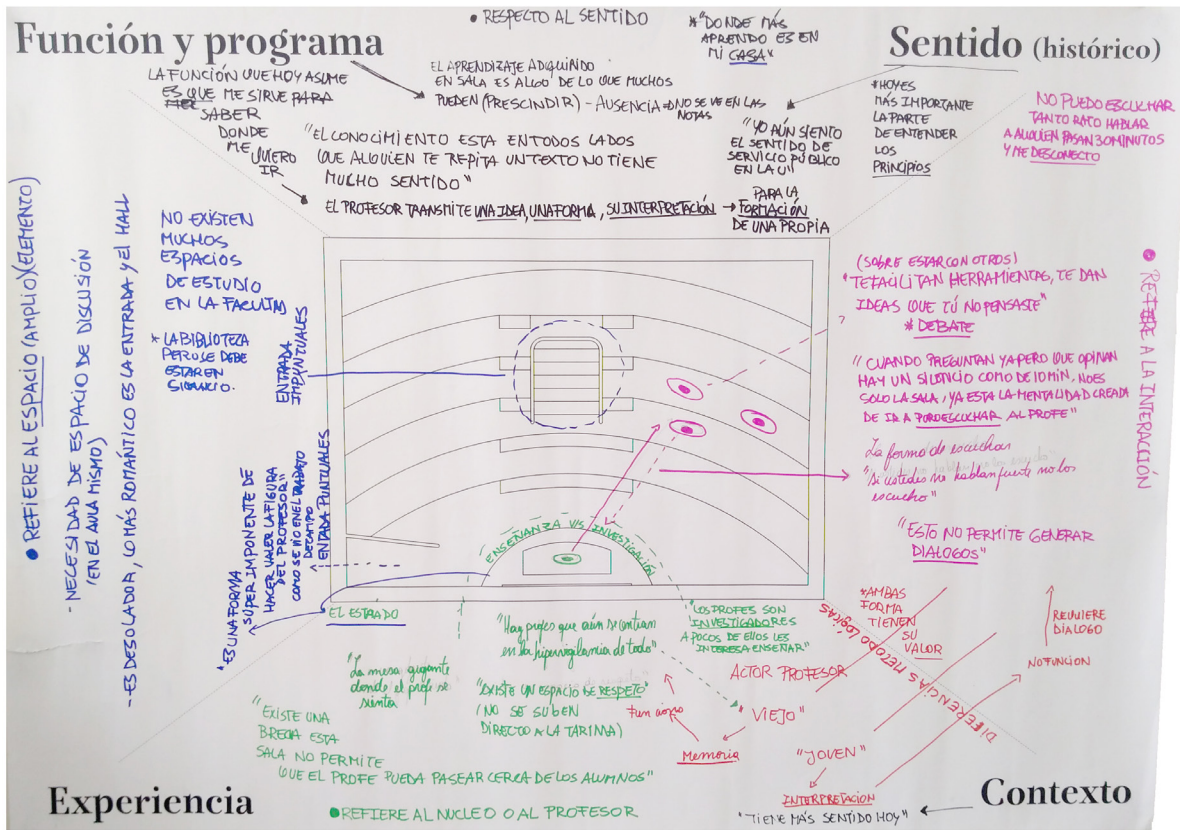 Función y programa
• RESPECTO AL SENTIDO
*"DONDE MÁS
APRENDO ES EN
MI CASA"
Sentido (histórico)
LA FUNCIÓN QUE HOY ASUME
ES QUE ME SIRVE PARA
SABER
DONDE
ME
QUIERO
IR
EL APRENDIZAJE ADQUIRIDO
EN SALA ES ALGO DE LO QUE MUCHOS
PUEDEN (PRESCINDIR) - AUSENCIA → NO SE VE EN LAS
NOTAS
"EL CONOCIMIENTO ESTA EN TODOS LADOS
QUE ALGUIEN TE REPITA UN TEXTO NO TIENE
MUCHO SENTIDO"
"YO AÚN SIENTO
EL SENTIDO DE
SERVICIO PÚBLICO
EN LA U"
*HOY ES
MÁS IMPORTANTE
LA PARTE
DE ENTENDER
LOS
PRINCIPIOS
NO PUEDO ESCUCHAR
TANTO RATO HABLAR
A ALGUIEN PASAN 30 MINUTOS
Y ME DESCONECTO
EL PROFESOR TRANSMITE UNA IDEA, UNA FORMA, SU INTERPRETACIÓN →
PARA LA
FORMACIÓN
DE UNA PROPIA
• REFIERE AL ESPACIO (AMPLIO)(ELEMENTO)
- NECESIDAD DE ESPACIO DE DISCUSIÓN
'EN EL AULA MISMO)
- ES DESOLADOR, LO MÁS ROMÁNTICO ES LA ENTRADA Y EL HALL
NO EXISTEN
MUCHOS
ESPACIOS
DE ESTUDIO
EN LA FACULTAD
* LA BIBLIOTECA
PERO SE DEBE
ESTAR EN
SILENCIO.
ENTRADA
IMPUNTUALES
*ES UNA FORMA
SUPER IMPONENTE DE
HACER VALER LA FIGURA
DEL PROFESOR"
COMO SE VIO EN EL TRABAJO
DE CAMPO
ENTADA PUNTUALES
ENSEÑANZA V/S INVESTIGACIÓN
(SOBRE ESTAR CON OTROS)
"TE FACILITAN HERRAMIENTAS, TE DAN
IDEAS QUE TÚ NO PENSASTE"
* DEBATE
"CUANDO PREGUNTAN YA PERO QUE OPINAN
HAY UN SILENCIO COMO DE 10 MIN, NO ES
SOLO LA SALA, YA ESTA LA MENTALIDAD CREADA
DE IR A PURO ESCUCHAR AL PROFE"
La forma de escuchar
"si ustedes no hablan fuerte no los
escucho"
"ESTO NO PERMITE GENERAR
DIALOGOS"
• REFIERE A LA INTERACCIÓN
EL ESTRADO
"La mesa gigante
donde el profe se
sienta
"Hay profes que aún se centran
en la hipervigilancia de todo"
"EXISTE UN ESPACIO DE RESPETO"
(NO SE SUBEN
DIRECTO A LA TARIMA)
"LOS PROFES SON
INVESTIGADORES
A POCOS DE ELLOS LES
INTERESA ENSEÑAR"
"EXISTE UNA
BRECHA ESTA
SALA NO PERMITE
QUE EL PROFE PUEDA PASEAR CERCA DE LOS ALUMNOS"
• REFIERE AL NUCLEO O AL PROFESOR
ACTOR PROFESOR
"VIEJO"
Funciono
Memoria
"JOVEN"
INTERPRETACION
"TIENE MÁS SENTIDO HOY"
*AMBAS
FORMA
TIENEN
SU
VALOR
DIFERENCIAS METODOLÓGICAS
REQUIERE
DIALOGO
NO FUNCION
Experiencia
Contexto